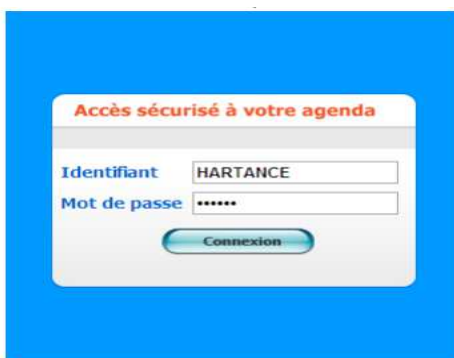 Accès sécurisé à votre agenda
Identifiant HARTANCE
Mot de passe ••••••
Connexion